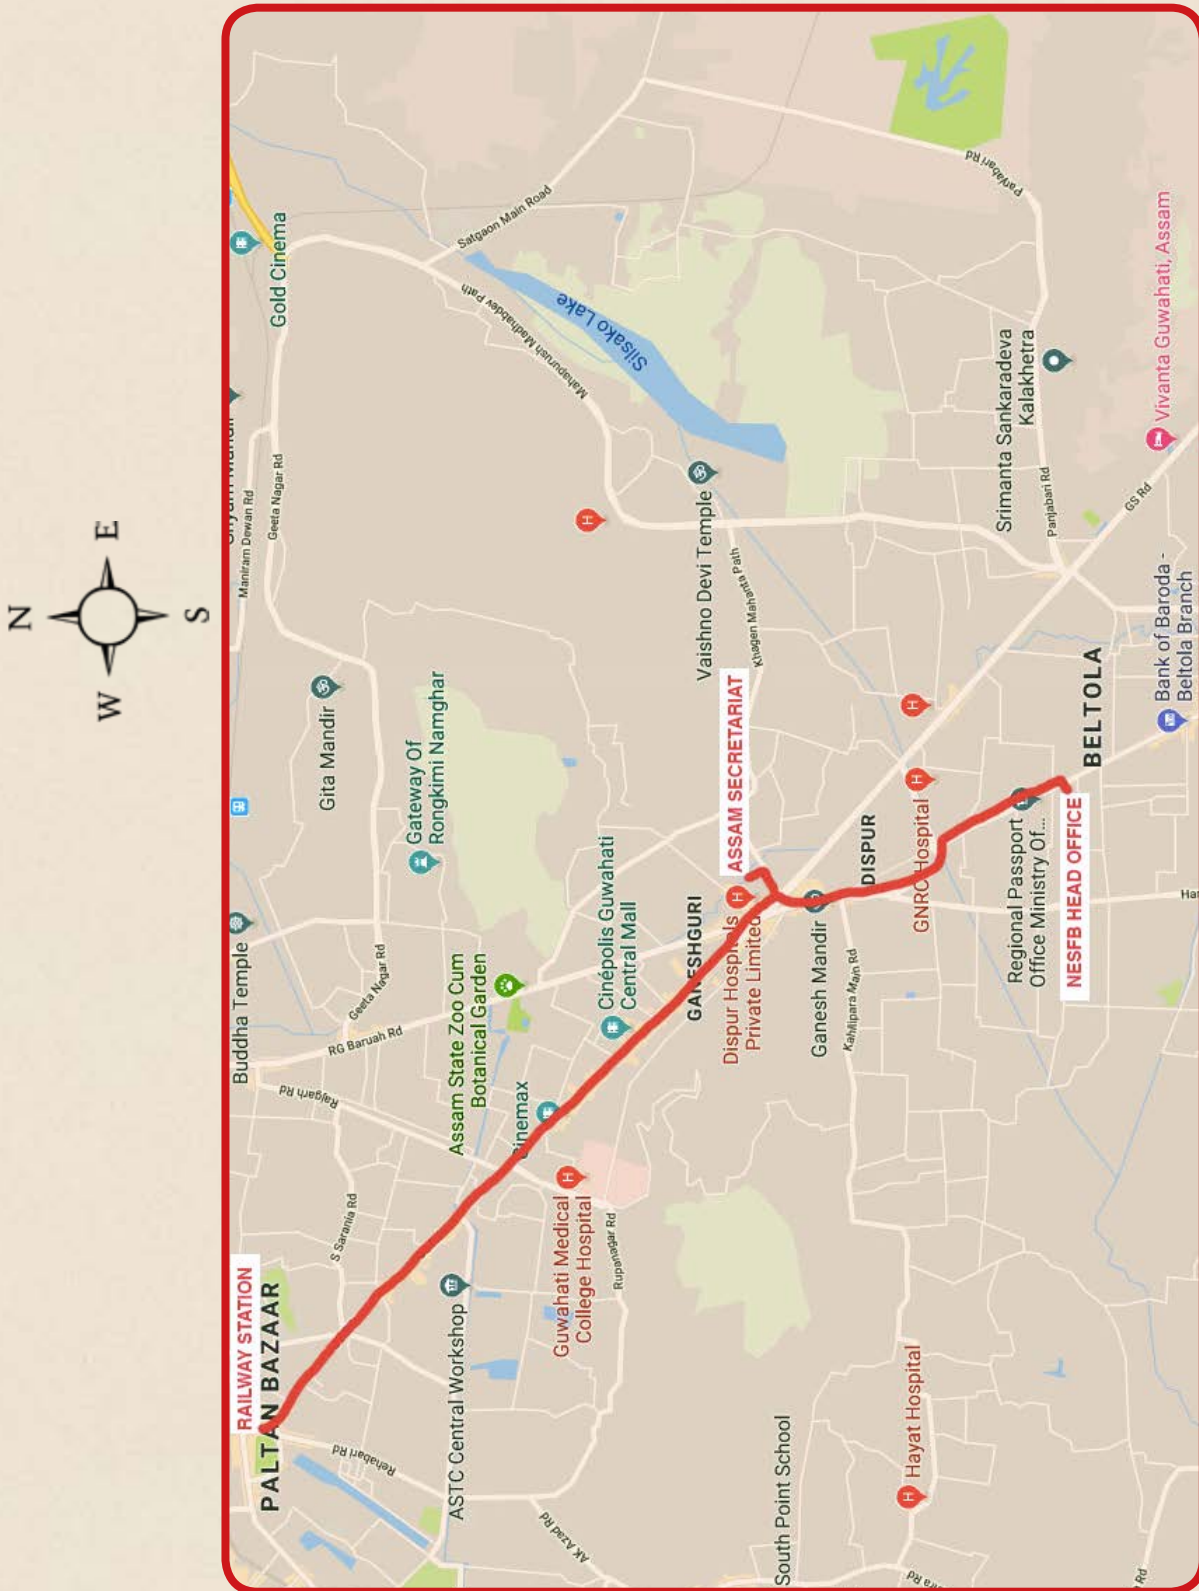 N
W
E
S
RAILWAY STATION
PALTAN BAZAAR
Buddha Temple
Maniram Dewan Rd
Geeta Nagar Rd
Gold Cinema
Rajgarh Rd
S Sarania Rd
RG Baruah Rd
Geeta Nagar Rd
Gita Mandir
Rehabari Rd
ASTC Central Workshop
Assam State Zoo Cum
Botanical Garden
Gateway Of
Rongkimi Namghar
Mahapurush Madhabdev Path
Satgaon Main Road
AK Azad Rd
Guwahati Medical
College Hospital
Rupanagar Rd
Cinemax
Cinépolis Guwahati
Central Mall
Silsako Lake
GANESHGURI
Vaishno Devi Temple
Khagen Mahanta Path
ASSAM SECRETARIAT
Dispur Hospitals
Private Limited
South Point School
Ganesh Mandir
Kahilipara Main Rd
DISPUR
Hayat Hospital
GNRC Hospital
Panjabari Rd
Srimanta Sankaradeva
Kalakhetra
Panjabari Rd
Regional Passport
Office Ministry Of...
NESFB HEAD OFFICE
BELTOLA
GS Rd
Vivanta Guwahati, Assam
Bank of Baroda -
Beltola Branch
Rd